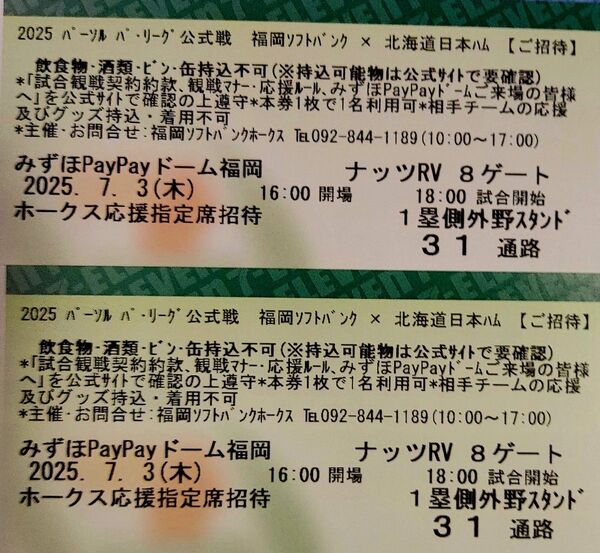 2025 ﾊﾟｰｿﾙ ﾊﾟ･ﾘｰｸﾞ公式戦 福岡ｿﾌﾄﾊﾞﾝｸ × 北海道日本ﾊﾑ 【ご招待】
飲食物･酒類･ビン･缶持込不可(※持込可能物は公式サイトで要確認)
*｢試合観戦契約約款､観戦ﾏﾅｰ･応援ﾙｰﾙ､みずほPayPayﾄﾞｰﾑご来場の皆様
へ｣を公式サイトで確認の上遵守*本券1枚で1名利用可*相手チームの応援
及びグッズ持込・着用不可
*主催･お問合せ:福岡ソフトバンクホークス ℡092-844-1189(10:00～17:00)
みずほPayPayドーム福岡 ナッツRV 8ゲート
2025. 7. 3(木) 16:00 開場 18:00 試合開始
ホークス応援指定席招待 1塁側外野ｽﾀﾝﾄﾞ
31 通路
7-ELEVEN
2025 ﾊﾟｰｿﾙ ﾊﾟ･ﾘｰｸﾞ公式戦 福岡ｿﾌﾄﾊﾞﾝｸ × 北海道日本ﾊﾑ 【ご招待】
飲食物･酒類･ビン･缶持込不可(※持込可能物は公式サイトで要確認)
*｢試合観戦契約約款､観戦ﾏﾅｰ･応援ﾙｰﾙ､みずほPayPayﾄﾞｰﾑご来場の皆様
へ｣を公式サイトで確認の上遵守*本券1枚で1名利用可*相手チームの応援
及びグッズ持込・着用不可
*主催･お問合せ:福岡ソフトバンクホークス ℡092-844-1189(10:00～17:00)
みずほPayPayドーム福岡 ナッツRV 8ゲート
2025. 7. 3(木) 16:00 開場 18:00 試合開始
ホークス応援指定席招待 1塁側外野ｽﾀﾝﾄﾞ
31 通路